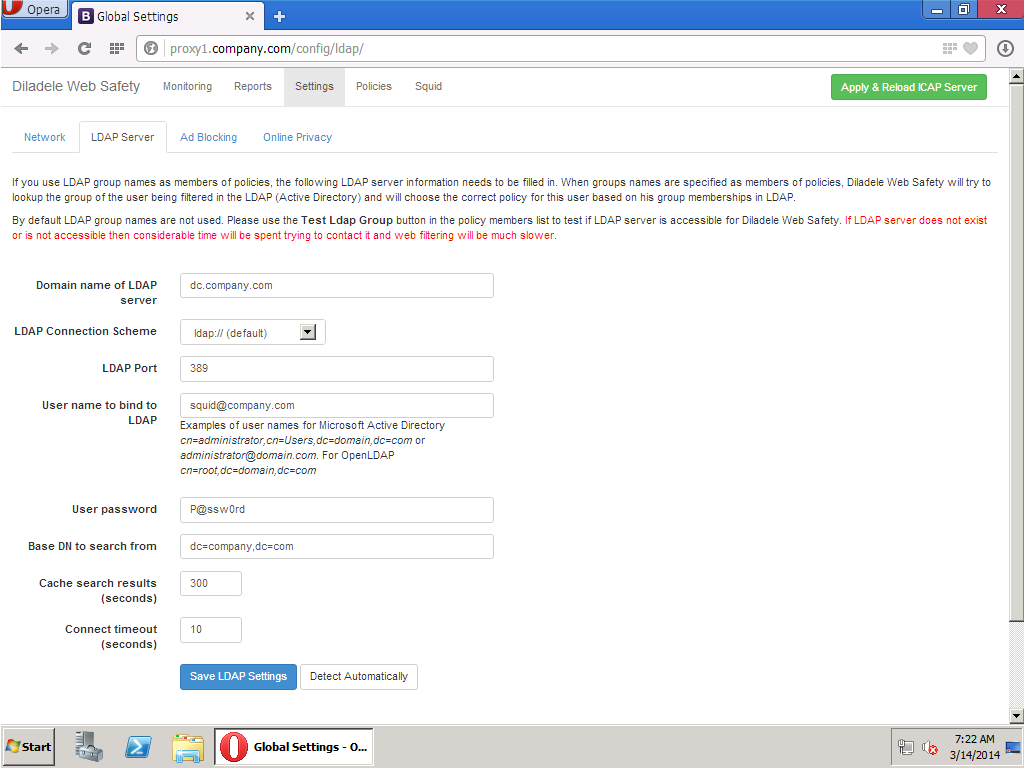 Opera
B Global Settings
proxy1.company.com/config/ldap/
Diladele Web Safety Monitoring Reports Settings Policies Squid Apply & Reload ICAP Server
Network LDAP Server Ad Blocking Online Privacy
If you use LDAP group names as members of policies, the following LDAP server information needs to be filled in. When groups names are specified as members of policies, Diladele Web Safety will try to
lookup the group of the user being filtered in the LDAP (Active Directory) and will choose the correct policy for this user based on his group memberships in LDAP.
By default LDAP group names are not used. Please use the Test Ldap Group button in the policy members list to test if LDAP server is accessible for Diladele Web Safety. If LDAP server does not exist
or is not accessible then considerable time will be spent trying to contact it and web filtering will be much slower.
Domain name of LDAP
server
dc.company.com
LDAP Connection Scheme
ldap:// (default)
LDAP Port
389
User name to bind to
LDAP
squid@company.com
Examples of user names for Microsoft Active Directory
cn=administrator,cn=Users,dc=domain,dc=com or
administrator@domain.com. For OpenLDAP
cn=root,dc=domain,dc=com
User password
P@ssw0rd
Base DN to search from
dc=company,dc=com
Cache search results
(seconds)
300
Connect timeout
(seconds)
10
Save LDAP Settings Detect Automatically
Start
Global Settings - O...
7:22 AM
3/14/2014